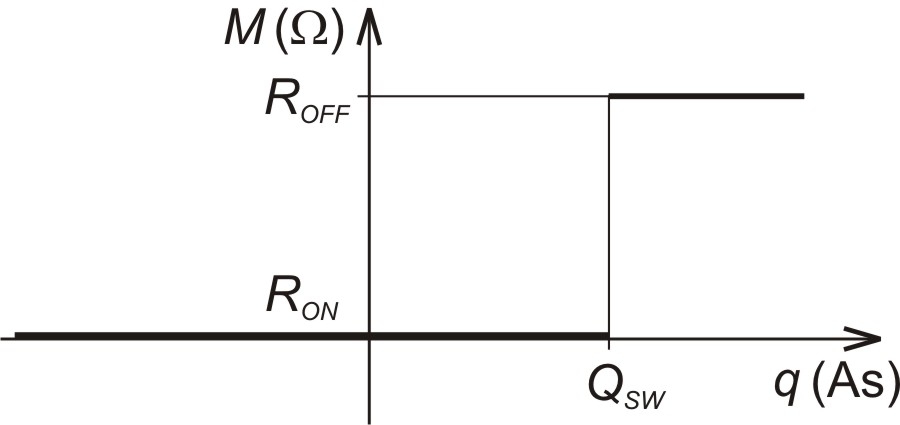 M (Ω)
R_OFF
R_ON
Q_SW
q (As)